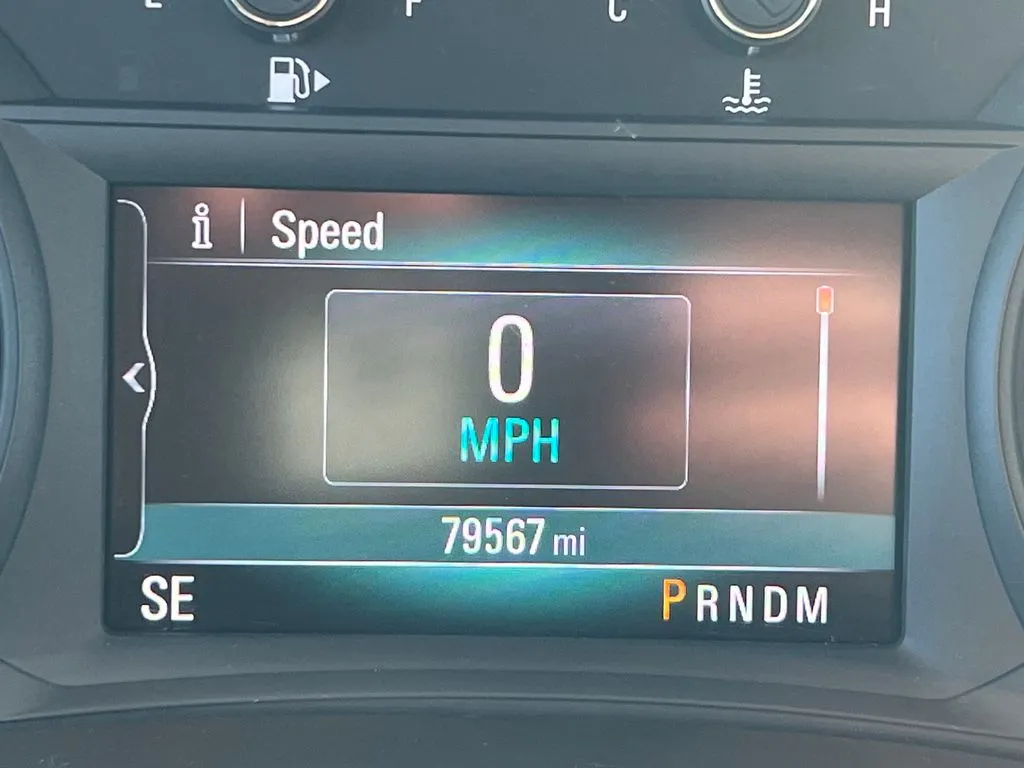 E F C H
i Speed
0
MPH
79567 mi
SE PRNDM